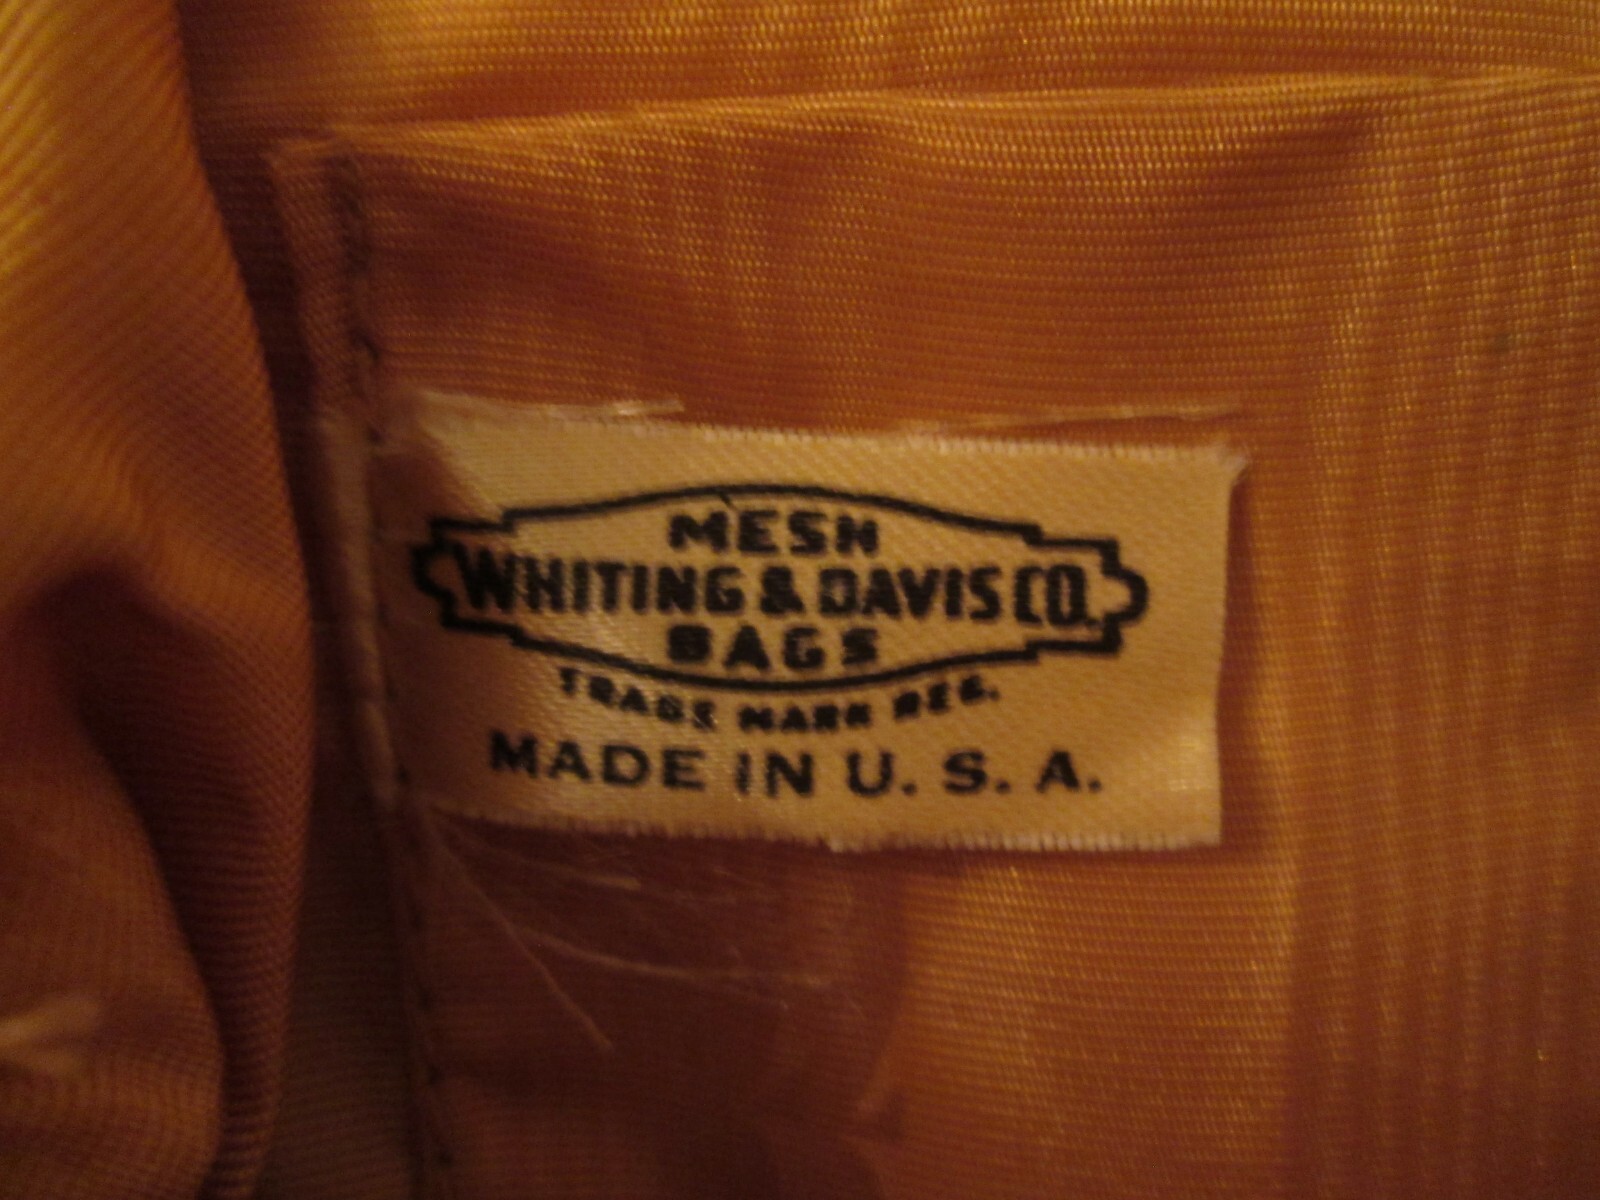 MESH
WHITING & DAVIS CO.
BAGS
TRADE MARK REG.
MADE IN U. S. A.